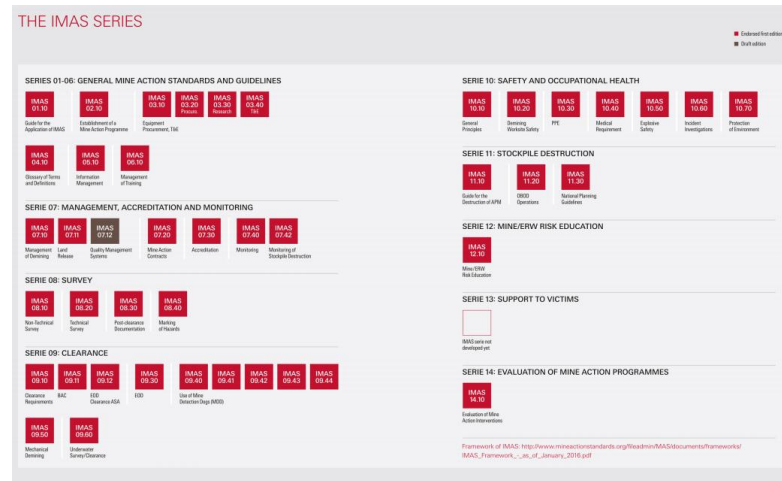 THE IMAS SERIES
Endorsed first edition
Draft edition
SERIES 01-06: GENERAL MINE ACTION STANDARDS AND GUIDELINES
IMAS 01.10
Guide for the
Application of IMAS
IMAS 02.10
Establishment of a
Mine Action Programme
IMAS 03.10
IMAS 03.20 Procure
IMAS 03.30 Research
IMAS 03.40 T&E
Equipment
Procurement, T&E
IMAS 04.10
Glossary of Terms
and Definitions
IMAS 05.10
Information
Management
IMAS 06.10
Management
of Training
SERIE 07: MANAGEMENT, ACCREDITATION AND MONITORING
IMAS 07.10
Management
of Demining
IMAS 07.11
Land
Release
IMAS 07.12
Quality Management
Systems
IMAS 07.20
Mine Action
Contracts
IMAS 07.30
Accreditation
IMAS 07.40
Monitoring
IMAS 07.42
Monitoring of
Stockpile Destruction
SERIE 08: SURVEY
IMAS 08.10
Non-Technical
Survey
IMAS 08.20
Technical
Survey
IMAS 08.30
Post-clearance
Documentation
IMAS 08.40
Marking
of Hazards
SERIE 09: CLEARANCE
IMAS 09.10
Clearance
Requirements
IMAS 09.11
BAC
IMAS 09.12
EOD
Clearance ASA
IMAS 09.30
EOD
IMAS 09.40
IMAS 09.41
IMAS 09.42
IMAS 09.43
IMAS 09.44
Use of Mine
Detection Dogs (MDD)
IMAS 09.50
Mechanical
Demining
IMAS 09.60
Underwater
Survey/Clearance
SERIE 10: SAFETY AND OCCUPATIONAL HEALTH
IMAS 10.10
General
Principles
IMAS 10.20
Demining
Worksite Safety
IMAS 10.30
PPE
IMAS 10.40
Medical
Requirement
IMAS 10.50
Explosive
Safety
IMAS 10.60
Incident
Investigations
IMAS 10.70
Protection
of Environment
SERIE 11: STOCKPILE DESTRUCTION
IMAS 11.10
Guide for the
Destruction of APM
IMAS 11.20
OBOD
Operations
IMAS 11.30
National Planning
Guidelines
SERIE 12: MINE/ERW RISK EDUCATION
IMAS 12.10
Mine/ERW
Risk Education
SERIE 13: SUPPORT TO VICTIMS
IMAS serie not
developed yet
SERIE 14: EVALUATION OF MINE ACTION PROGRAMMES
IMAS 14.10
Evaluation of Mine
Action Interventions
Framework of IMAS: http://www.mineactionstandards.org/fileadmin/MAS/documents/frameworks/
IMAS_Framework_-_as_of_January_2016.pdf